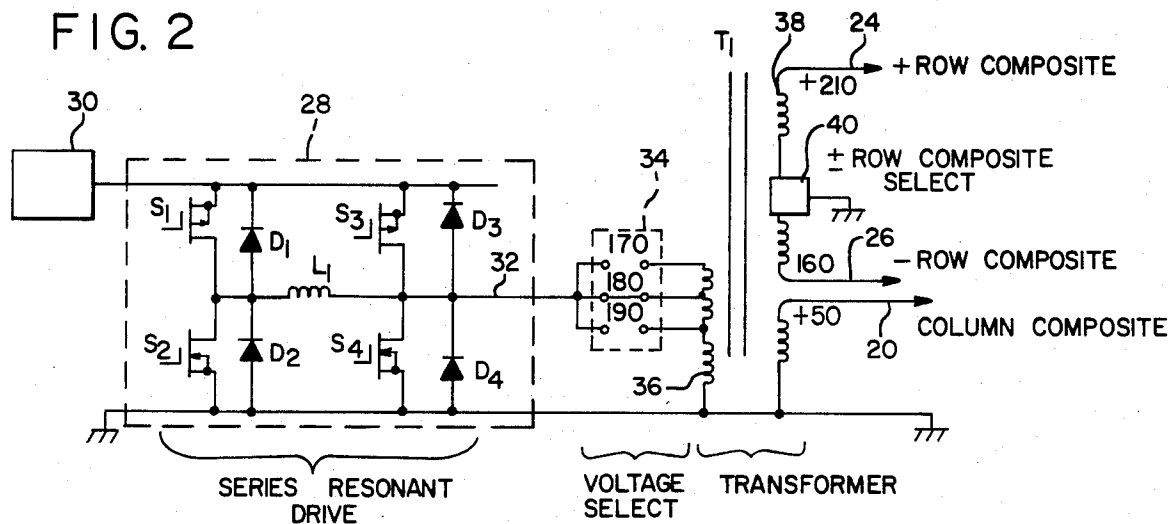 FIG. 2
30
28
S1
D1
S3
D3
L1
32
S2
D2
S4
D4
SERIES RESONANT
DRIVE
34
170
180
190
36
VOLTAGE
SELECT
T1
TRANSFORMER
38
24
+210
+ ROW COMPOSITE
40
± ROW COMPOSITE
SELECT
160
26
- ROW COMPOSITE
+50
20
COLUMN COMPOSITE